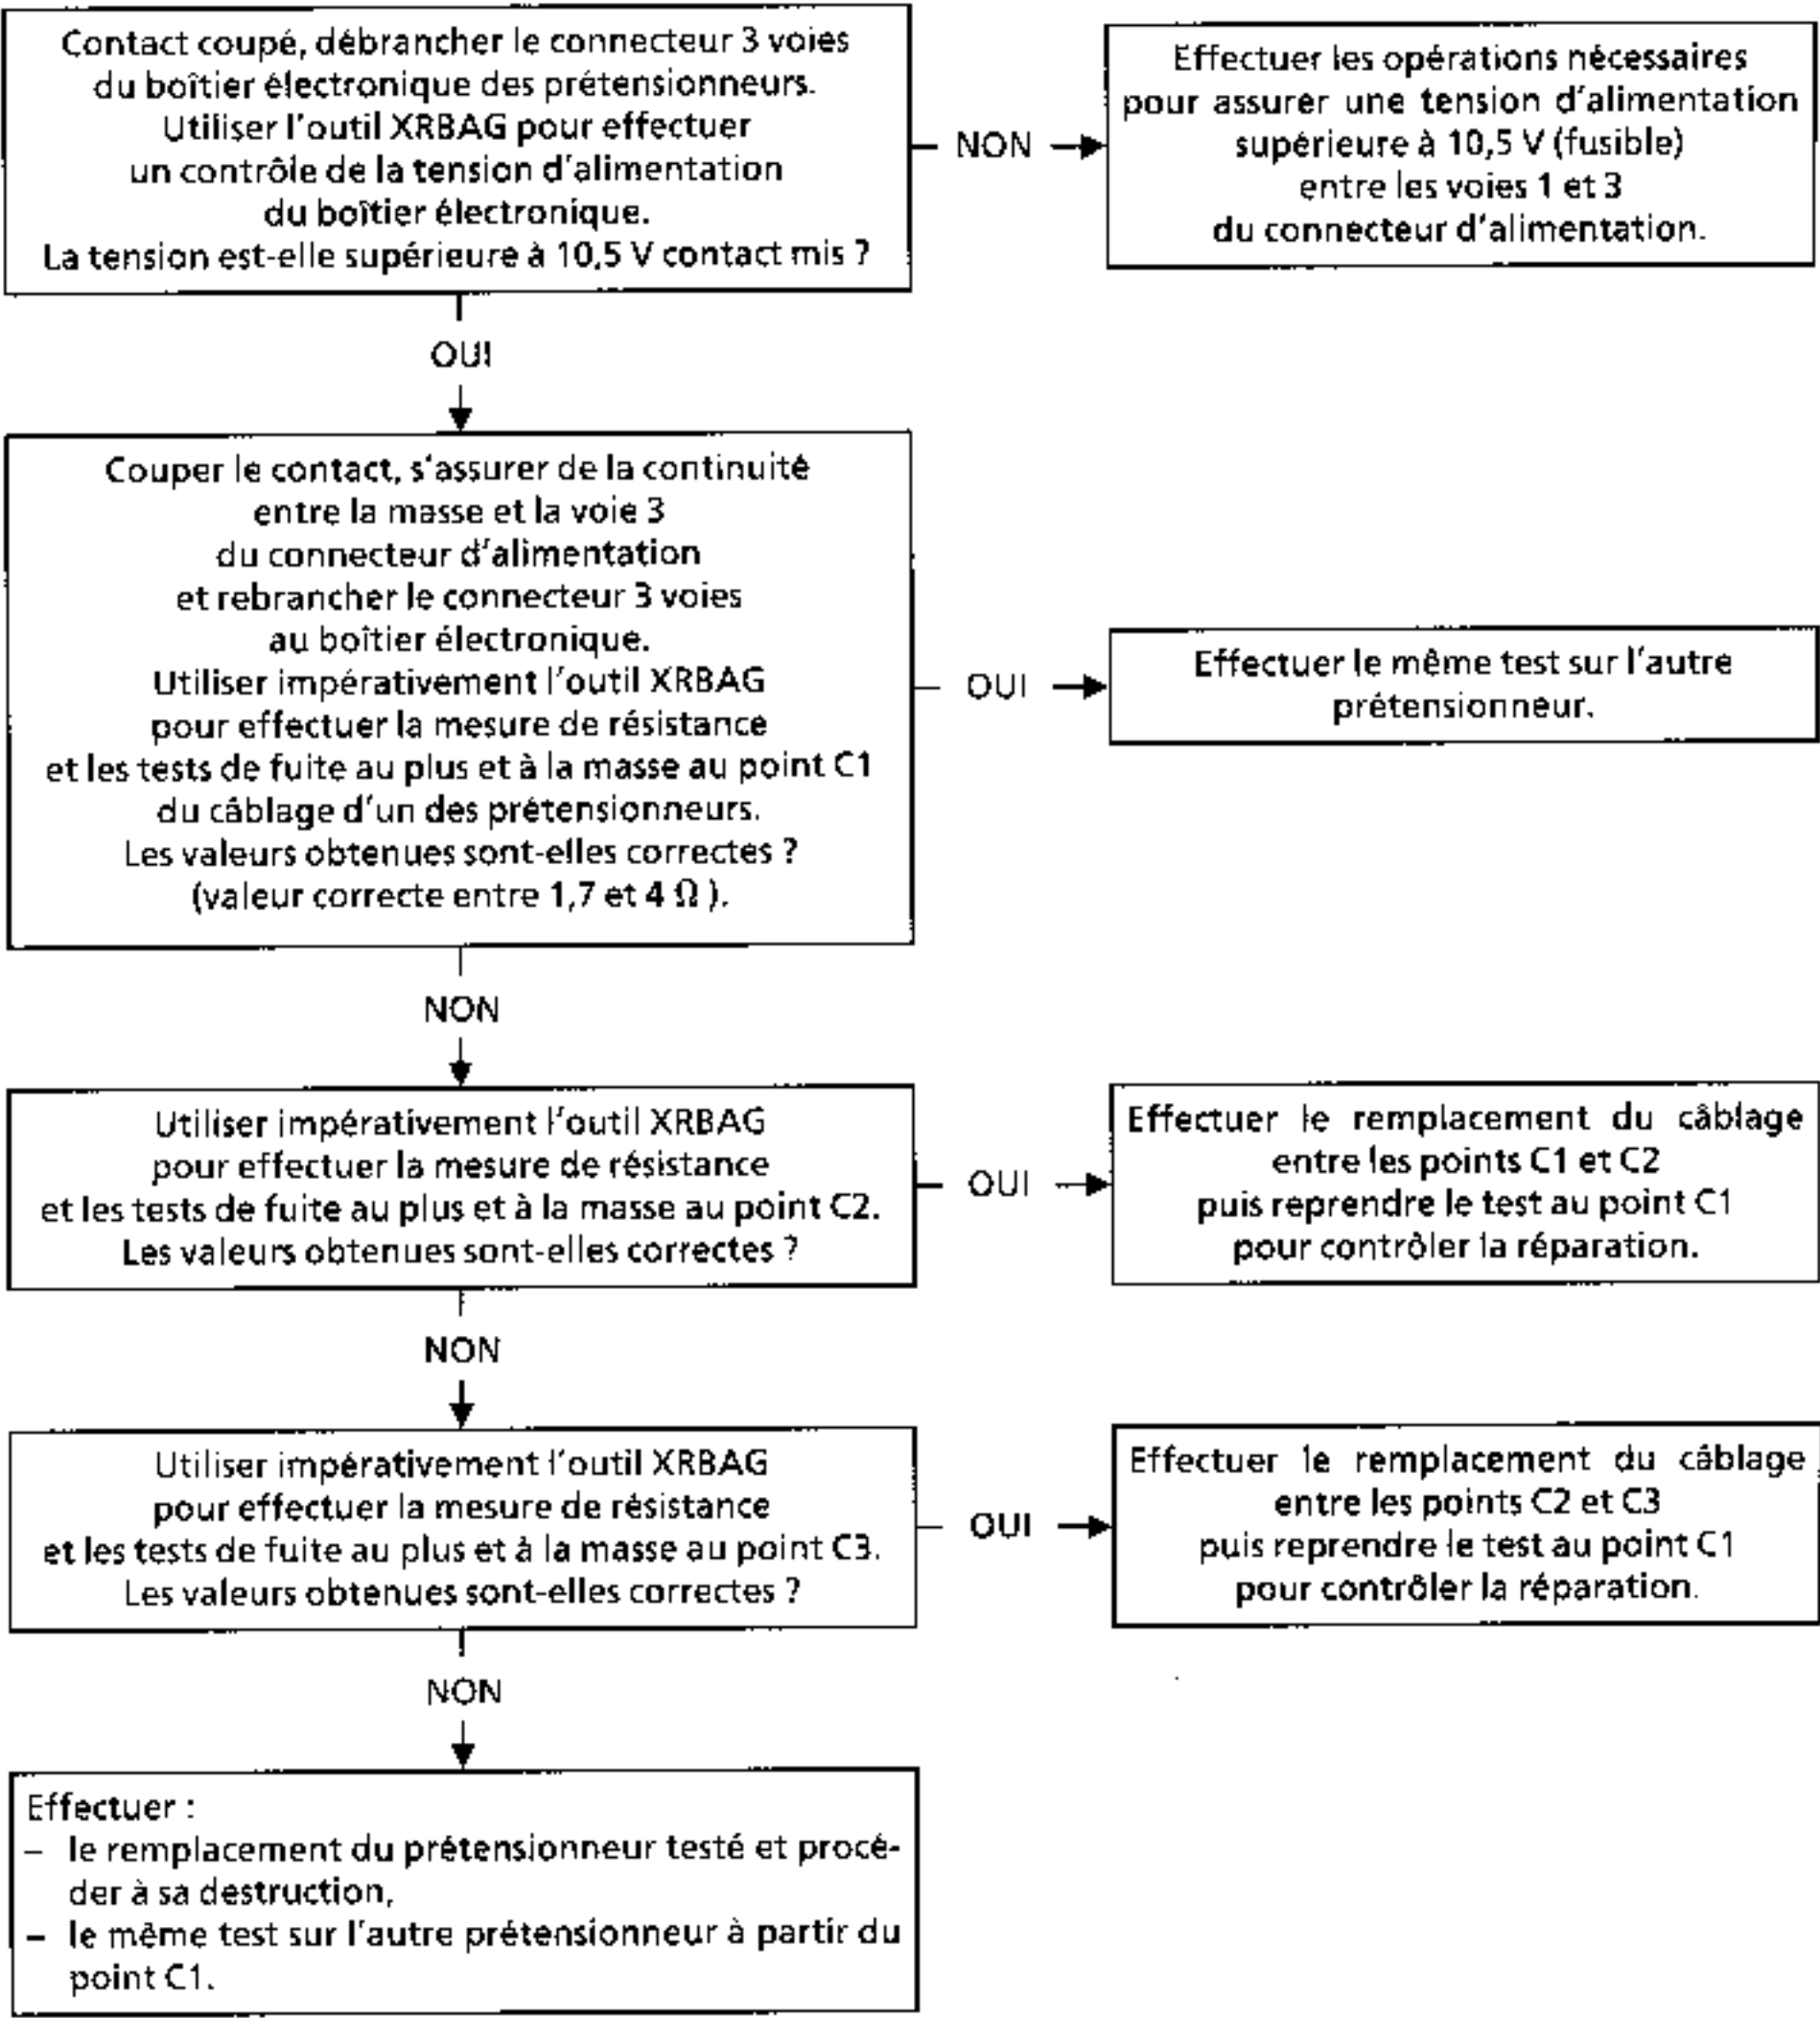 Contact coupé, débrancher le connecteur 3 voies
du boîtier électronique des prétensionneurs.
Utiliser l'outil XRBAG pour effectuer
un contrôle de la tension d'alimentation
du boîtier électronique.
La tension est-elle supérieure à 10,5 V contact mis ?
NON
Effectuer les opérations nécessaires
pour assurer une tension d'alimentation
supérieure à 10,5 V (fusible)
entre les voies 1 et 3
du connecteur d'alimentation.
OUI
Couper le contact, s'assurer de la continuité
entre la masse et la voie 3
du connecteur d'alimentation
et rebrancher le connecteur 3 voies
au boîtier électronique.
Utiliser impérativement l'outil XRBAG
pour effectuer la mesure de résistance
et les tests de fuite au plus et à la masse au point C1
du câblage d'un des prétensionneurs.
Les valeurs obtenues sont-elles correctes ?
(valeur correcte entre 1,7 et 4 Ω ).
OUI
Effectuer le même test sur l'autre
prétensionneur.
NON
Utiliser impérativement l'outil XRBAG
pour effectuer la mesure de résistance
et les tests de fuite au plus et à la masse au point C2.
Les valeurs obtenues sont-elles correctes ?
OUI
Effectuer le remplacement du câblage
entre les points C1 et C2
puis reprendre le test au point C1
pour contrôler la réparation.
NON
Utiliser impérativement l'outil XRBAG
pour effectuer la mesure de résistance
et les tests de fuite au plus et à la masse au point C3.
Les valeurs obtenues sont-elles correctes ?
OUI
Effectuer le remplacement du câblage
entre les points C2 et C3
puis reprendre le test au point C1
pour contrôler la réparation.
NON
Effectuer :
– le remplacement du prétensionneur testé et procé-
der à sa destruction,
– le même test sur l'autre prétensionneur à partir du
point C1.